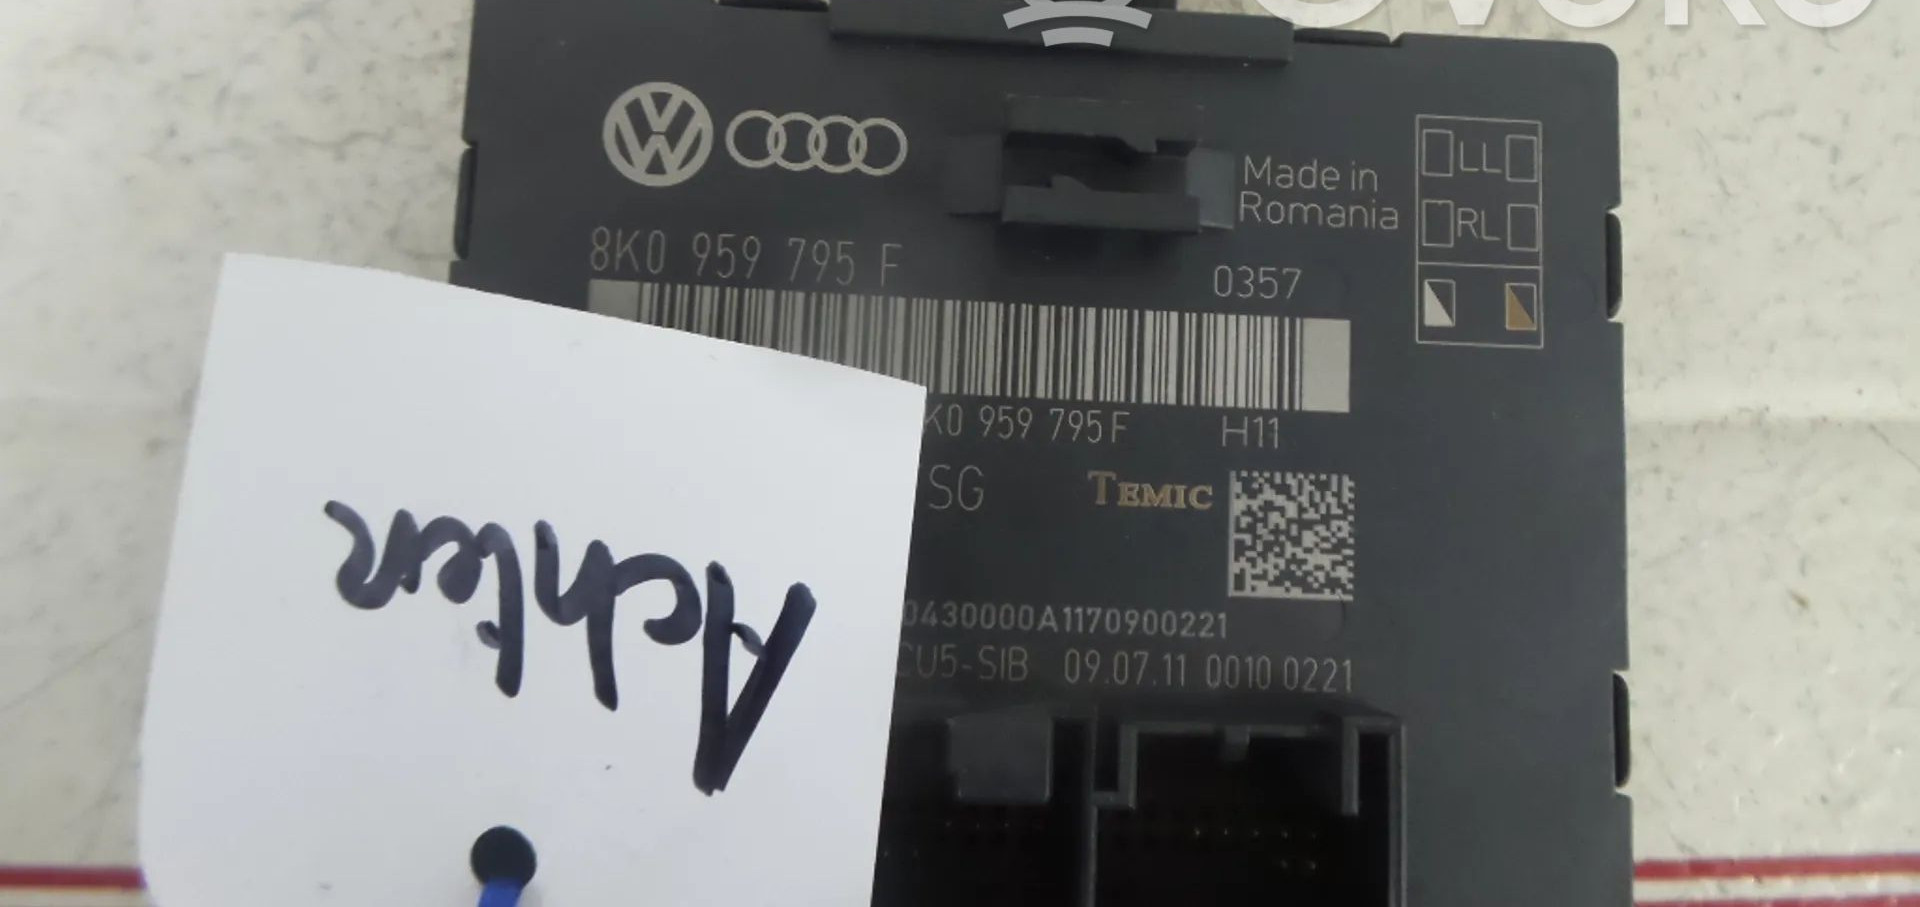 Made in
Romania
LL
RL
8K0 959 795 F
0357
K0 959 795 F H11
SG
TEMIC
0430000A1170900221
CU5-SIB 09.07.11 0010 0221
Achter